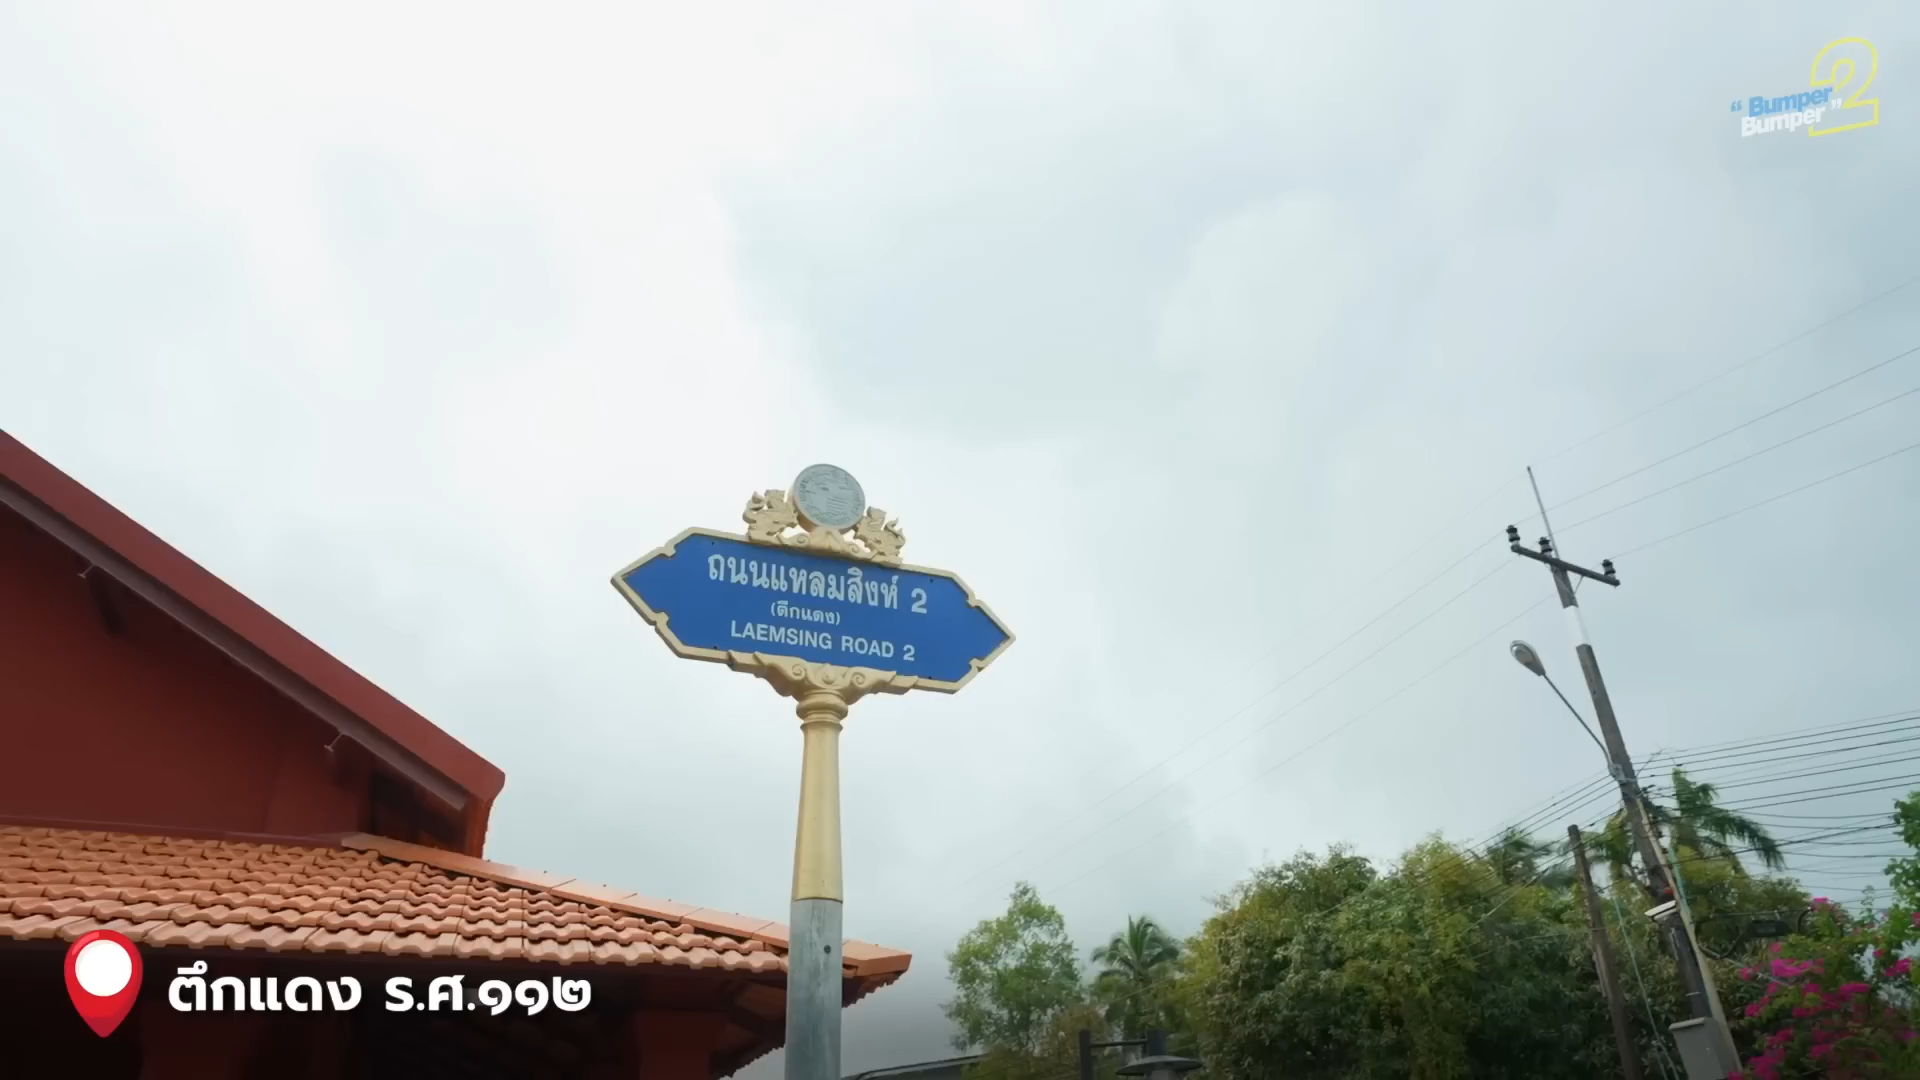 “Bumper
Bumper” 2
ถนนแหลมสิงห์ 2
(ตึกแดง)
LAEMSING ROAD 2
ตึกแดง ร.ศ.๑๑๒